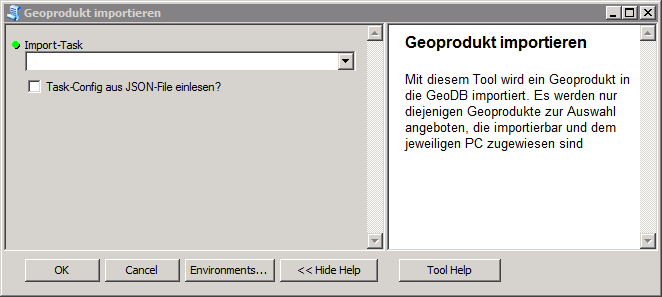 Geoprodukt importieren
Import-Task
Task-Config aus JSON-File einlesen?
Geoprodukt importieren
Mit diesem Tool wird ein Geoprodukt in
die GeoDB importiert. Es werden nur
diejenigen Geoprodukte zur Auswahl
angeboten, die importierbar und dem
jeweiligen PC zugewiesen sind
OK
Cancel
Environments...
<< Hide Help
Tool Help